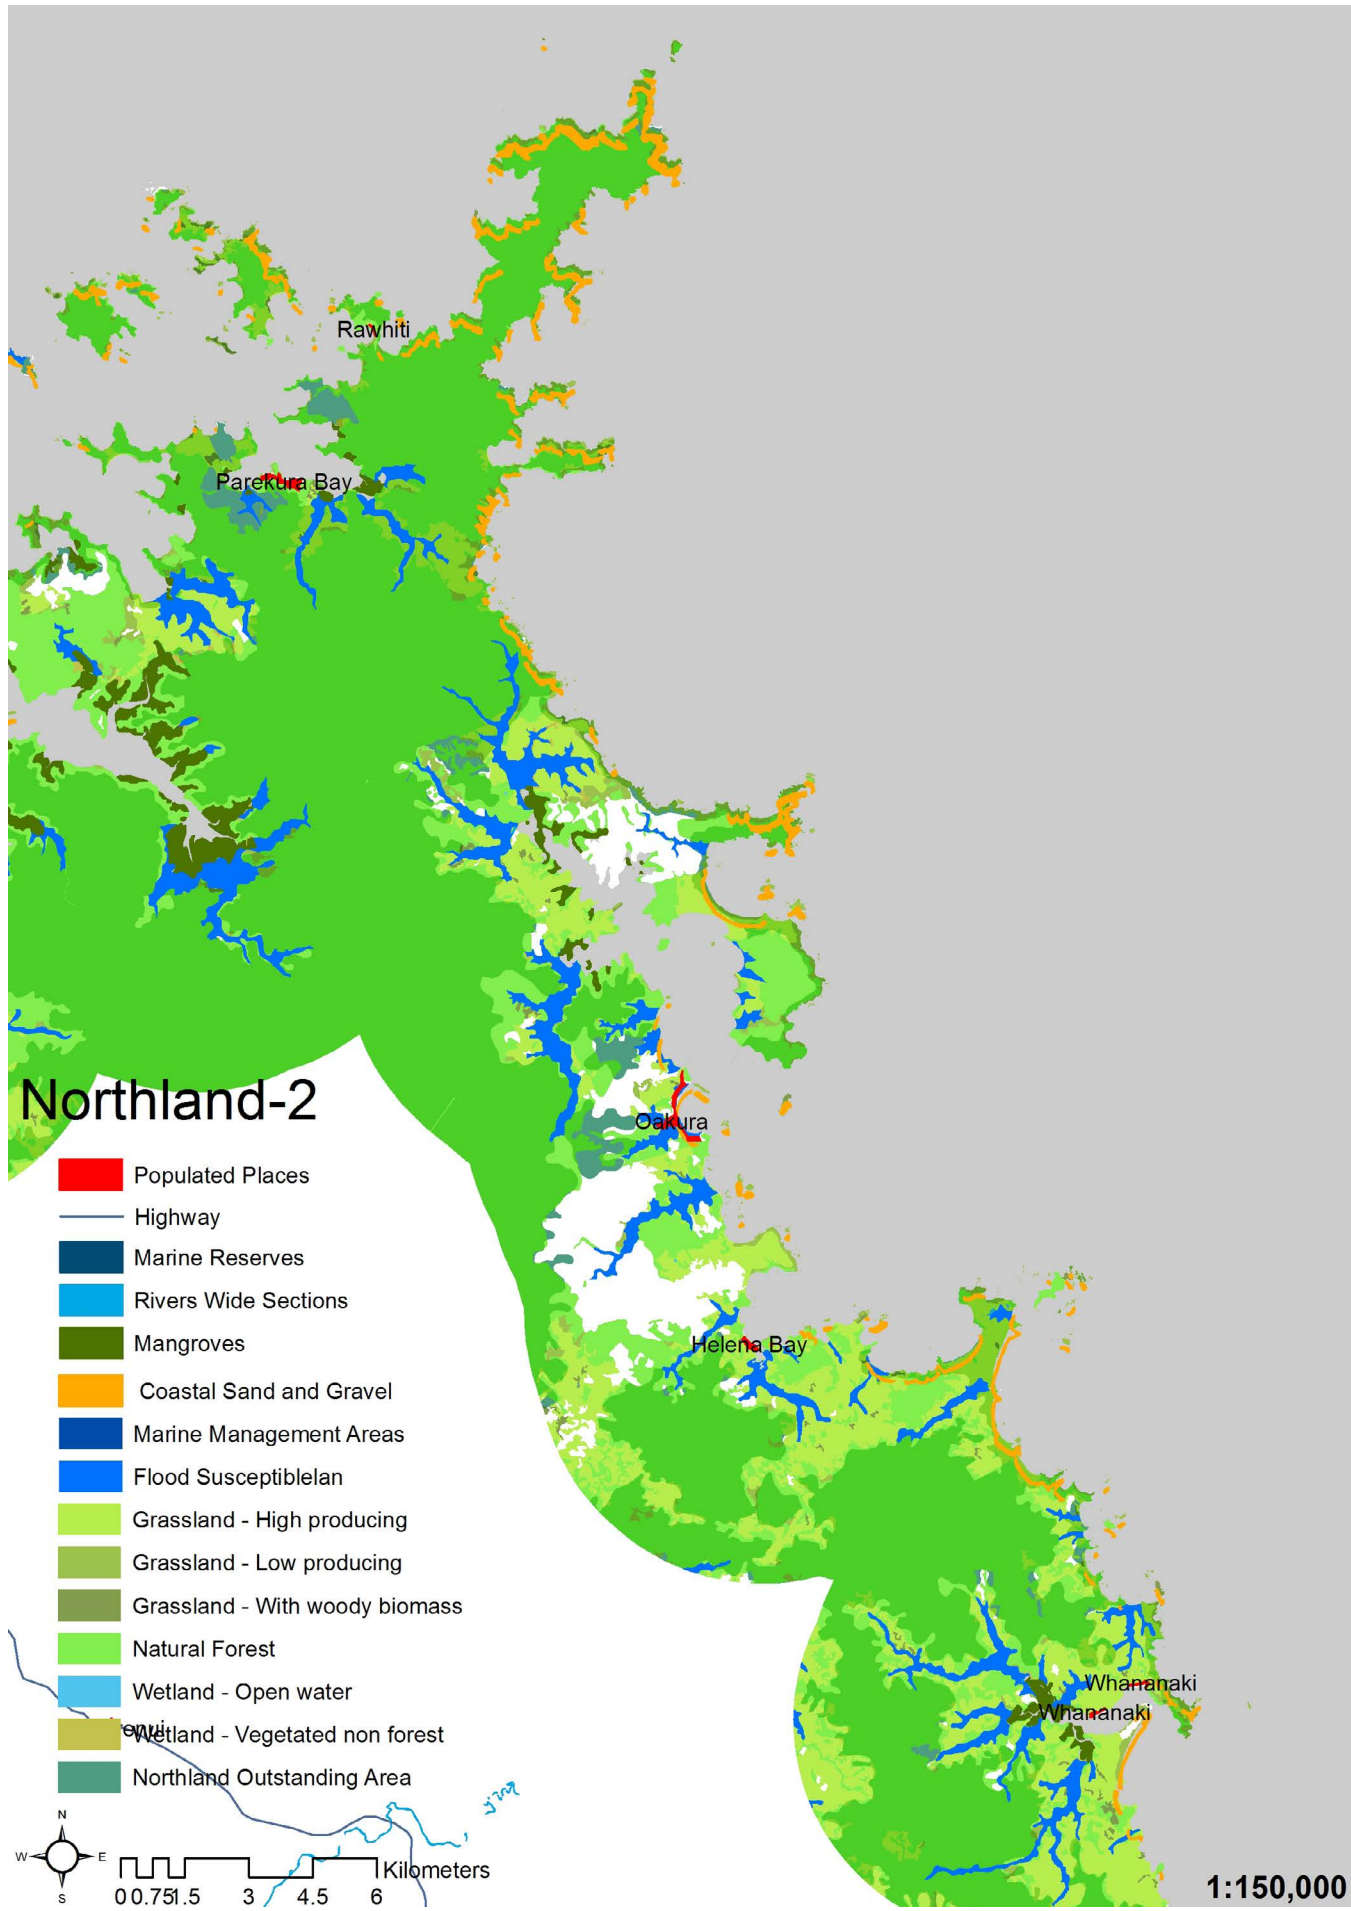 Rawhiti
Parekura Bay
Northland-2
Oakura
Populated Places
Highway
Marine Reserves
Rivers Wide Sections
Mangroves
Helena Bay
Coastal Sand and Gravel
Marine Management Areas
Flood Susceptiblelan
Grassland - High producing
Grassland - Low producing
Grassland - With woody biomass
Natural Forest
Whananaki
Wetland - Open water
Whananaki
Wetland - Vegetated non forest
Northland Outstanding Area
N
W E
S
Kilometers
0 0.75 1.5 3 4.5 6
1:150,000